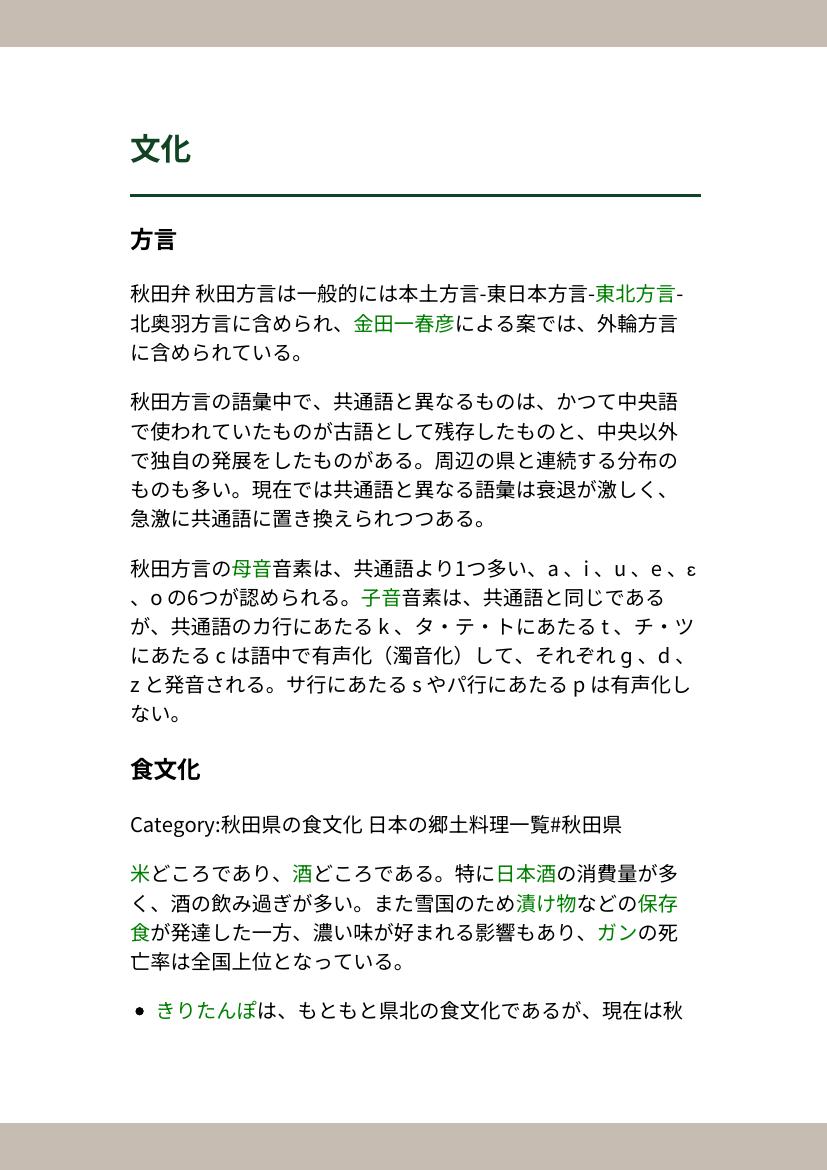 文化
方言
秋田弁 秋田方言は一般的には本土方言-東日本方言-東北方言-
北奥羽方言に含められ、金田一春彦による案では、外輪方言
に含められている。
秋田方言の語彙中で、共通語と異なるものは、かつて中央語
で使われていたものが古語として残存したものと、中央以外
で独自の発展をしたものがある。周辺の県と連続する分布の
ものも多い。現在では共通語と異なる語彙は衰退が激しく、
急激に共通語に置き換えられつつある。
秋田方言の母音音素は、共通語より1つ多い、a 、i 、u 、e 、ɛ
、o の6つが認められる。子音音素は、共通語と同じである
が、共通語のカ行にあたる k 、タ・テ・トにあたる t 、チ・ツ
にあたる c は語中で有声化（濁音化）して、それぞれ g 、d 、
z と発音される。サ行にあたる s やパ行にあたる p は有声化し
ない。
食文化
Category:秋田県の食文化 日本の郷土料理一覧#秋田県
米どころであり、酒どころである。特に日本酒の消費量が多
く、酒の飲み過ぎが多い。また雪国のため漬け物などの保存
食が発達した一方、濃い味が好まれる影響もあり、ガンの死
亡率は全国上位となっている。
• きりたんぽは、もともと県北の食文化であるが、現在は秋